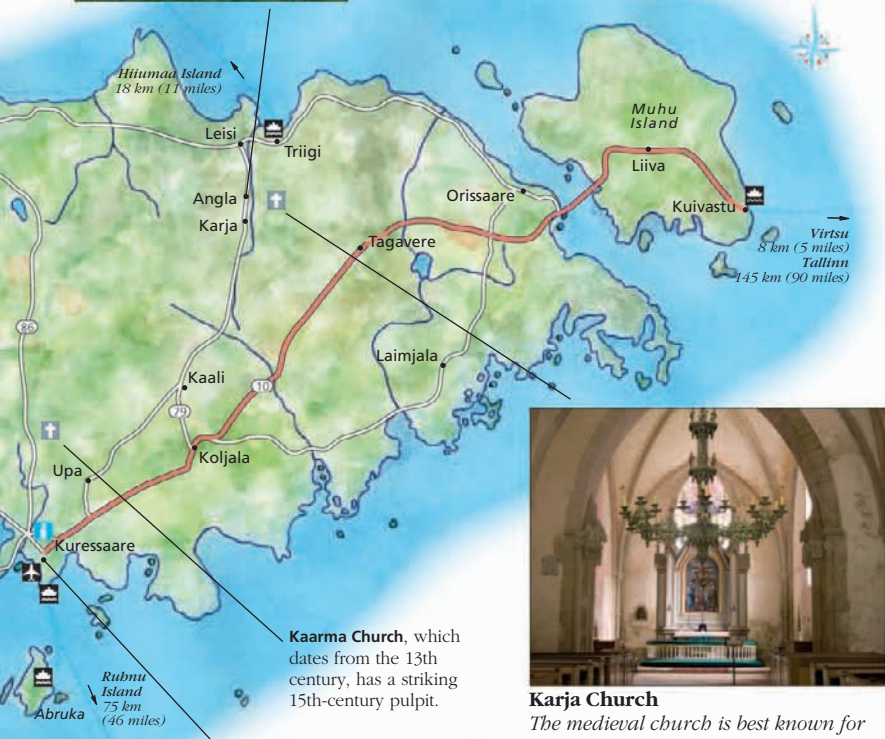 Hiiumaa Island
18 km (11 miles)
Leisi
Triigi
Muhu
Island
Liiva
Angla
Karja
Orissaare
Kuivastu
Virtsu
8 km (5 miles)
Tallinn
145 km (90 miles)
Tagavere
86
Laimjala
Kaali
10
79
Koljala
Upa
Kuressaare
Kaarma Church, which
dates from the 13th
century, has a striking
15th-century pulpit.
Ruhnu
Island
75 km
(46 miles)
Abruka
Karja Church
The medieval church is best known for